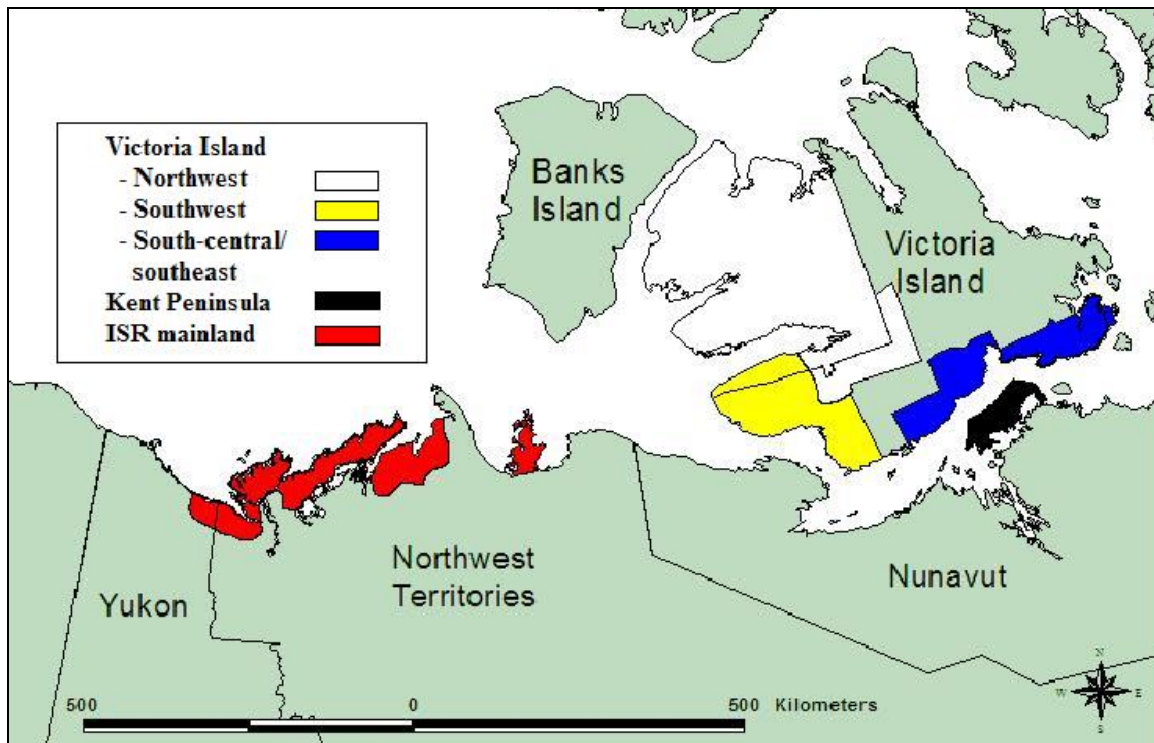 Victoria Island
- Northwest
- Southwest
- South-central/
southeast
Kent Peninsula
ISR mainland
Banks
Island
Victoria
Island
Northwest
Territories
Yukon
Nunavut
500 0 500 Kilometers
N
W E
S